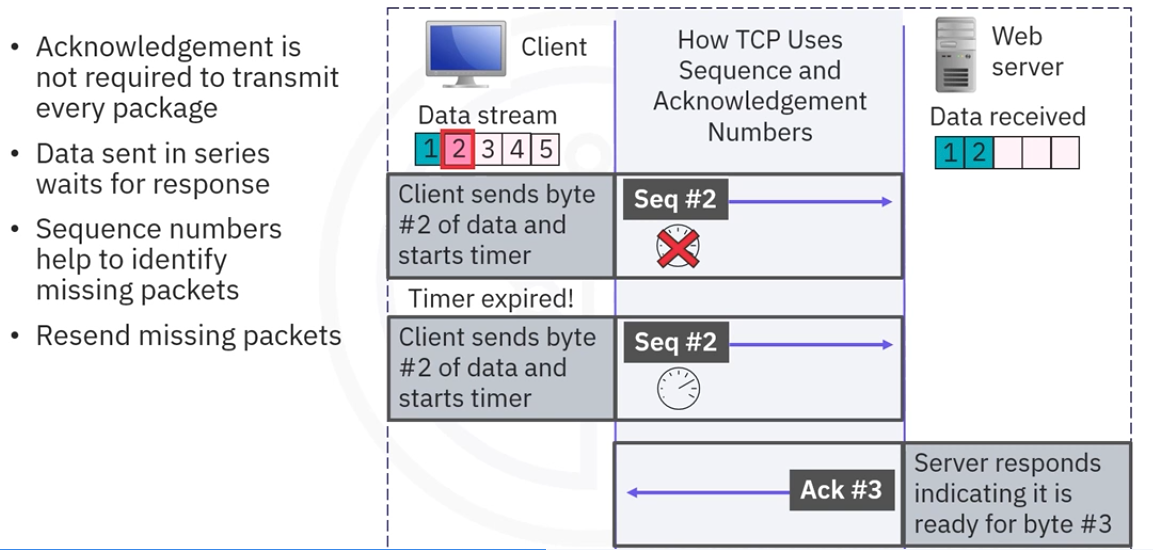 • Acknowledgement is
not required to transmit
every package
• Data sent in series
waits for response
• Sequence numbers
help to identify
missing packets
• Resend missing packets
Client
How TCP Uses
Sequence and
Acknowledgement
Numbers
Web
server
Data stream
1 2 3 4 5
Data received
1 2
Client sends byte
#2 of data and
starts timer
Seq #2
Timer expired!
Client sends byte
#2 of data and
starts timer
Seq #2
Ack #3
Server responds
indicating it is
ready for byte #3